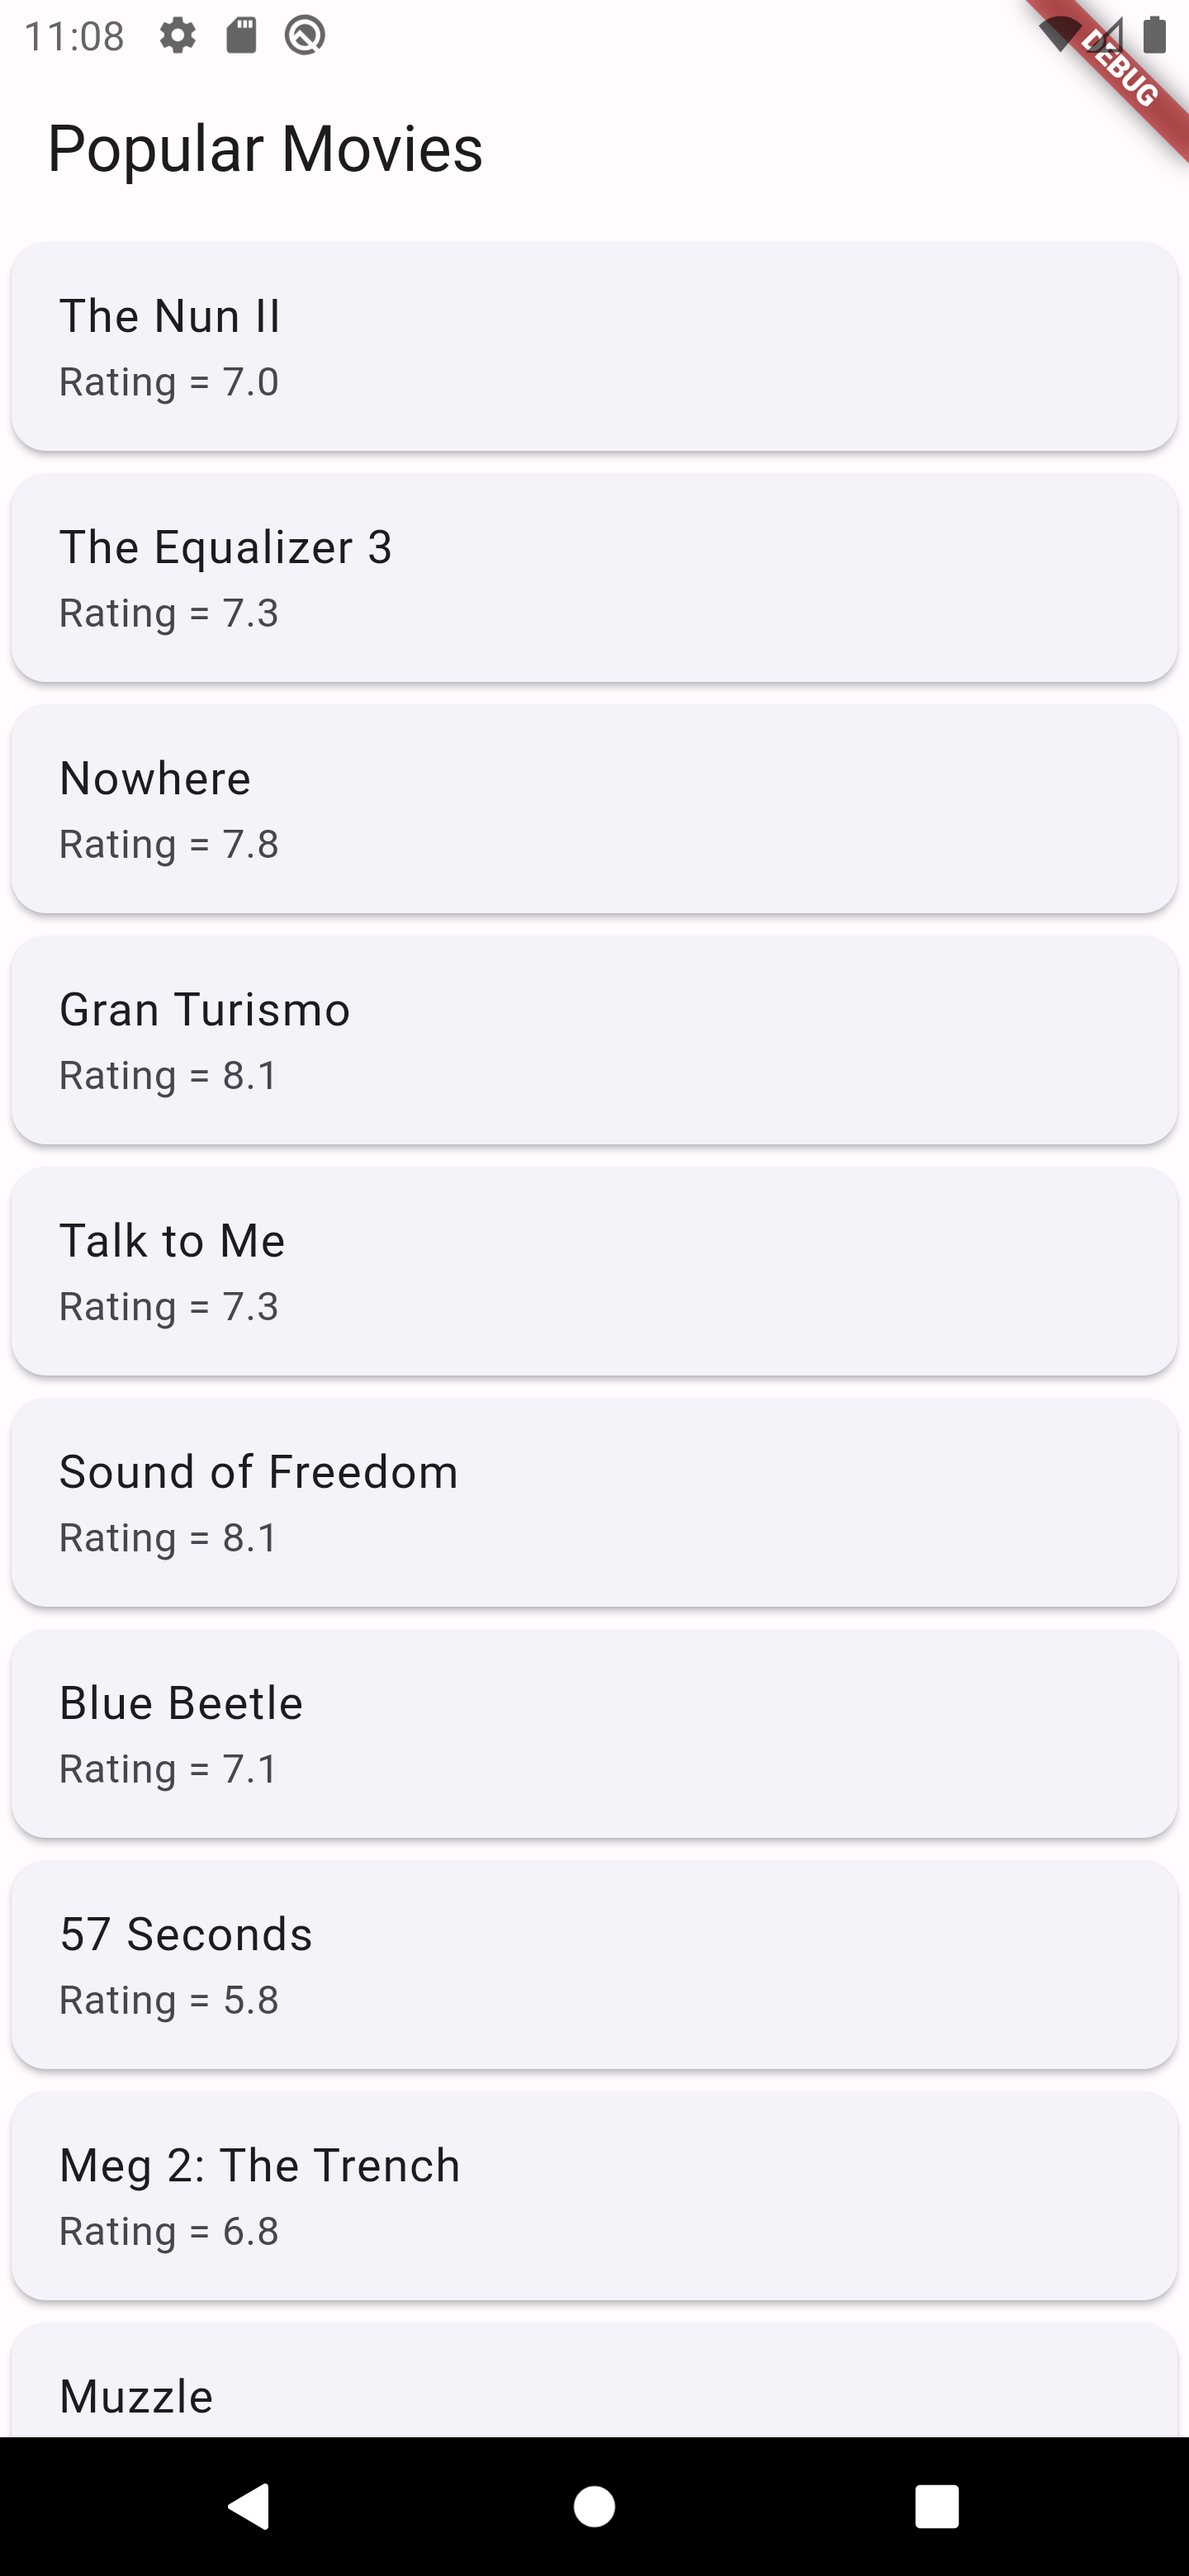 11:08
DEBUG
Popular Movies
The Nun II
Rating = 7.0
The Equalizer 3
Rating = 7.3
Nowhere
Rating = 7.8
Gran Turismo
Rating = 8.1
Talk to Me
Rating = 7.3
Sound of Freedom
Rating = 8.1
Blue Beetle
Rating = 7.1
57 Seconds
Rating = 5.8
Meg 2: The Trench
Rating = 6.8
Muzzle